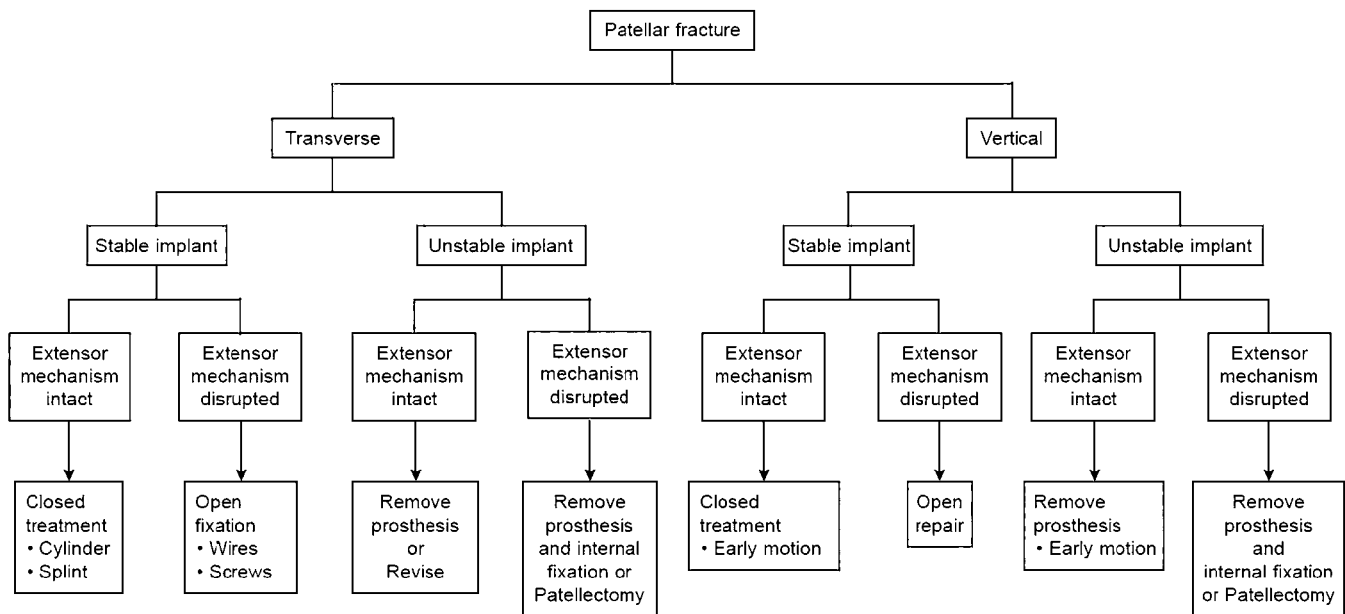 Patellar fracture
Transverse
Vertical
Stable implant
Unstable implant
Stable implant
Unstable implant
Extensor
mechanism
intact
Extensor
mechanism
disrupted
Extensor
mechanism
intact
Extensor
mechanism
disrupted
Extensor
mechanism
intact
Extensor
mechanism
disrupted
Extensor
mechanism
intact
Extensor
mechanism
disrupted
Closed
treatment
• Cylinder
• Splint
Open
fixation
• Wires
• Screws
Remove
prosthesis
or
Revise
Remove
prosthesis
and internal
fixation or
Patellectomy
Closed
treatment
• Early motion
Open
repair
Remove
prosthesis
• Early motion
Remove
prosthesis
and
internal fixation
or Patellectomy